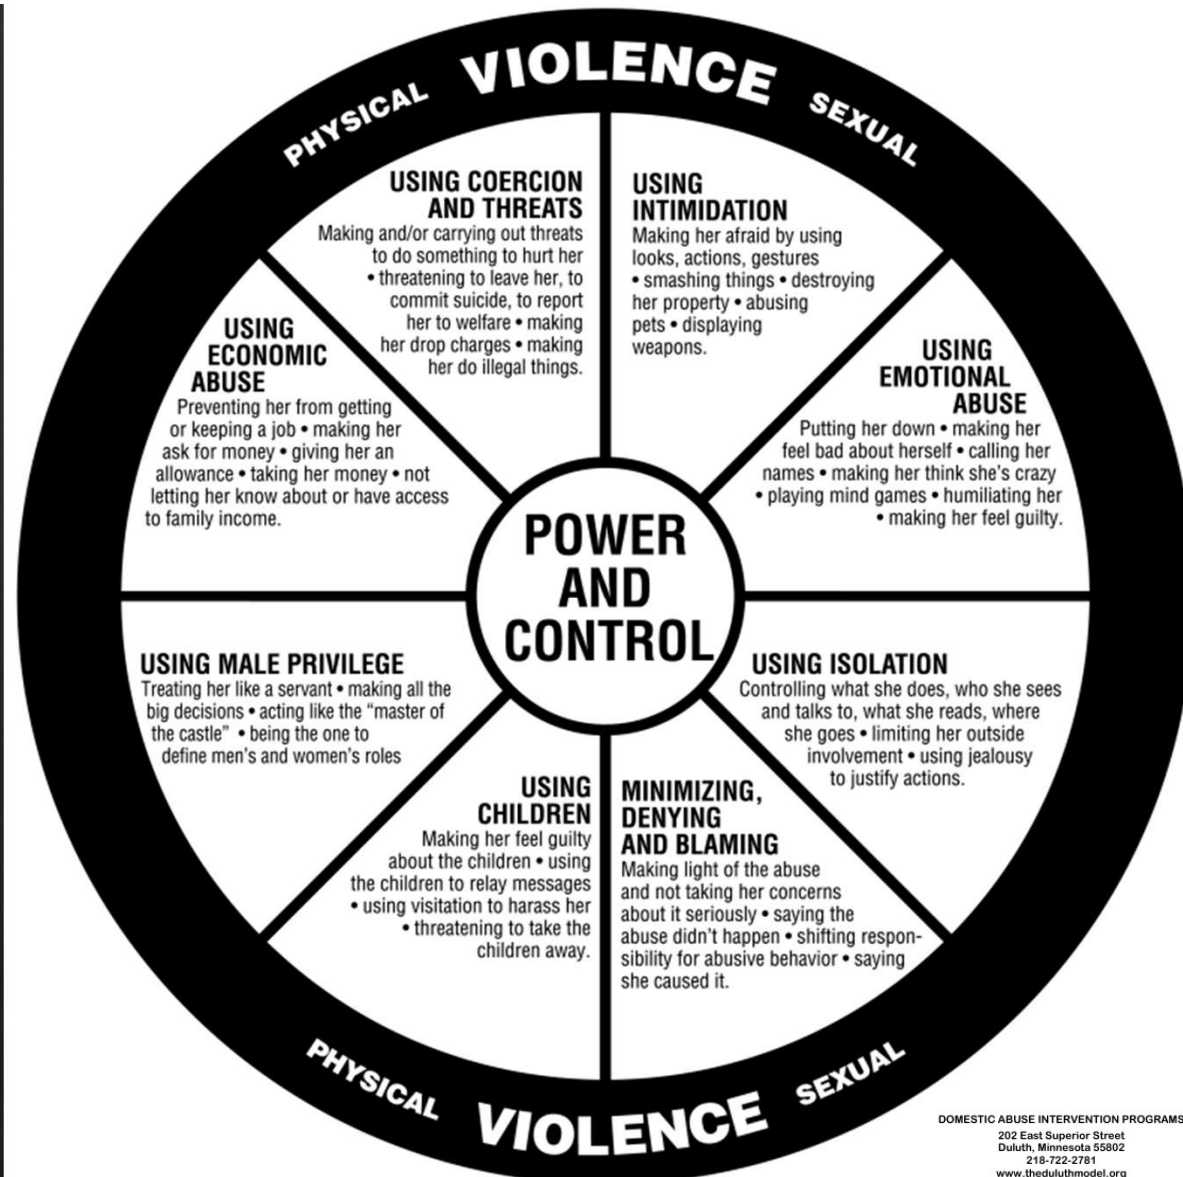 PHYSICAL VIOLENCE SEXUAL
USING COERCION
AND THREATS
Making and/or carrying out threats
to do something to hurt her
• threatening to leave her, to
commit suicide, to report
her to welfare • making
her drop charges • making
her do illegal things.
USING
INTIMIDATION
Making her afraid by using
looks, actions, gestures
• smashing things • destroying
her property • abusing
pets • displaying
weapons.
USING
ECONOMIC
ABUSE
Preventing her from getting
or keeping a job • making her
ask for money • giving her an
allowance • taking her money • not
letting her know about or have access
to family income.
USING
EMOTIONAL
ABUSE
Putting her down • making her
feel bad about herself • calling her
names • making her think she's crazy
• playing mind games • humiliating her
• making her feel guilty.
POWER
AND
CONTROL
USING MALE PRIVILEGE
Treating her like a servant • making all the
big decisions • acting like the “master of
the castle” • being the one to
define men's and women's roles
USING ISOLATION
Controlling what she does, who she sees
and talks to, what she reads, where
she goes • limiting her outside
involvement • using jealousy
to justify actions.
USING
CHILDREN
Making her feel guilty
about the children • using
the children to relay messages
• using visitation to harass her
• threatening to take the
children away.
MINIMIZING,
DENYING
AND BLAMING
Making light of the abuse
and not taking her concerns
about it seriously • saying the
abuse didn't happen • shifting respon-
sibility for abusive behavior • saying
she caused it.
PHYSICAL VIOLENCE SEXUAL
DOMESTIC ABUSE INTERVENTION PROGRAMS
202 East Superior Street
Duluth, Minnesota 55802
218-722-2781
www.theduluthmodel.org